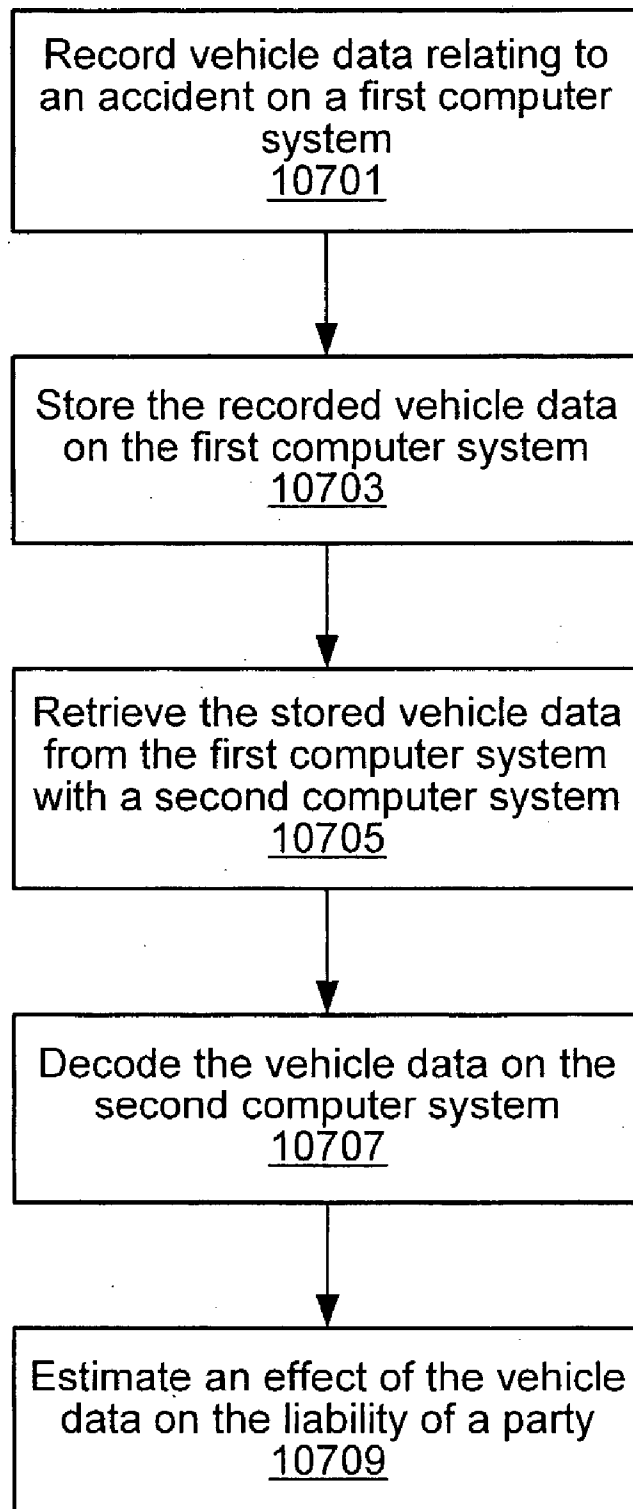 Record vehicle data relating to
an accident on a first computer
system
10701
Store the recorded vehicle data
on the first computer system
10703
Retrieve the stored vehicle data
from the first computer system
with a second computer system
10705
Decode the vehicle data on the
second computer system
10707
Estimate an effect of the vehicle
data on the liability of a party
10709